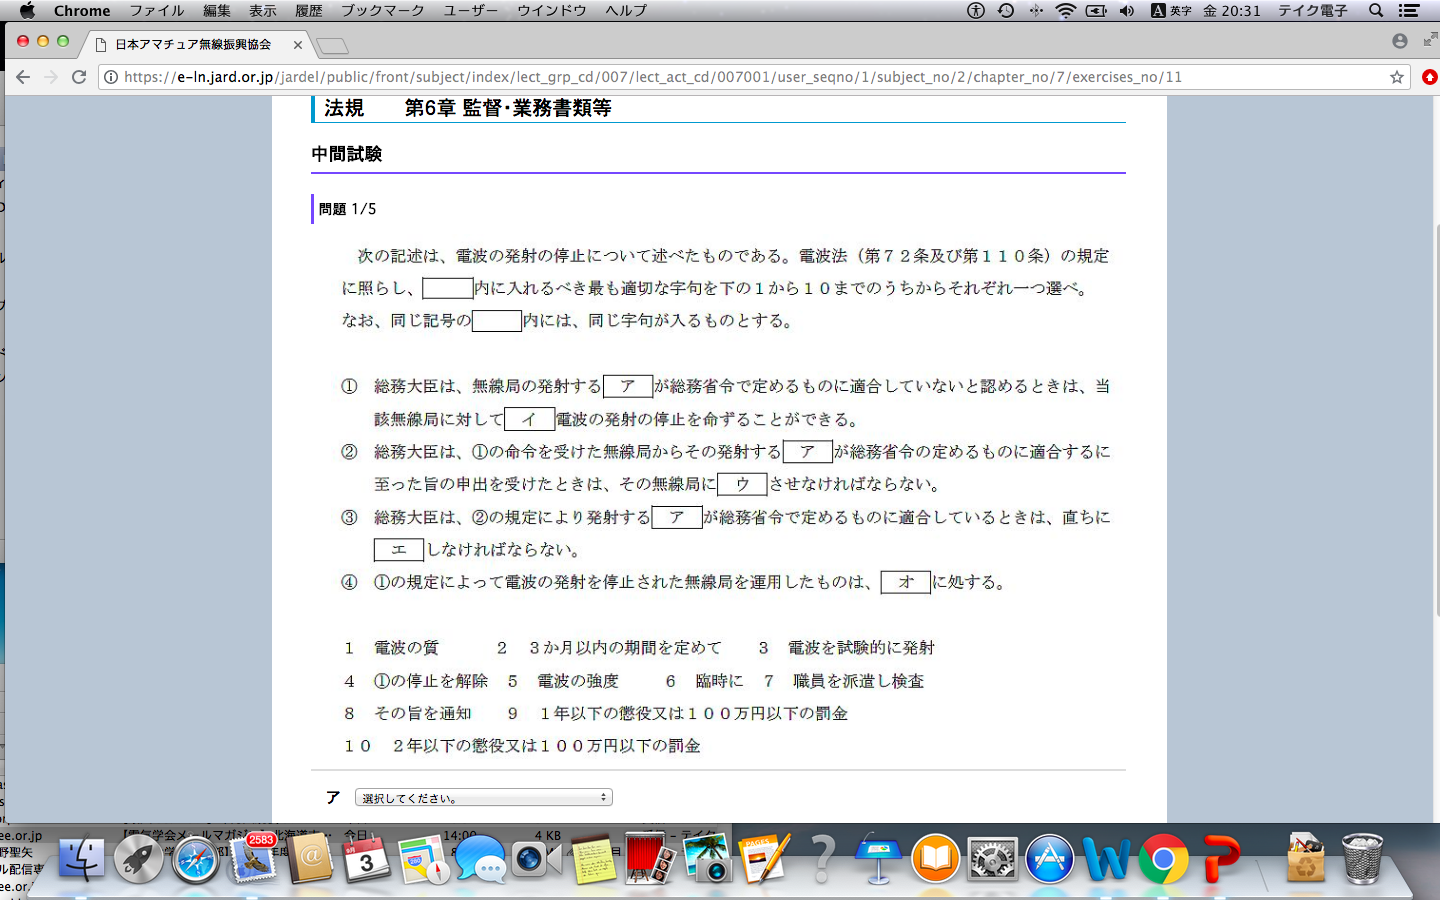 Chrome ファイル 編集 表示 履歴 ブックマーク ユーザー ウインドウ ヘルプ A 英字 金 20:31 テイク電子
日本アマチュア無線振興協会
https://e-ln.jard.or.jp/jardel/public/front/subject/index/lect_grp_cd/007/lect_act_cd/007001/user_seqno/1/subject_no/2/chapter_no/7/exercises_no/11
法規 第6章 監督・業務書類等
中間試験
問題 1/5
次の記述は、電波の発射の停止について述べたものである。電波法（第７２条及び第１１０条）の規定
に照らし、 内に入れるべき最も適切な字句を下の１から１０までのうちからそれぞれ一つ選べ。
なお、同じ記号の 内には、同じ字句が入るものとする。
① 総務大臣は、無線局の発射する ア が総務省令で定めるものに適合していないと認めるときは、当
該無線局に対して イ 電波の発射の停止を命ずることができる。
② 総務大臣は、①の命令を受けた無線局からその発射する ア が総務省令の定めるものに適合するに
至った旨の申出を受けたときは、その無線局に ウ させなければならない。
③ 総務大臣は、②の規定により発射する ア が総務省令で定めるものに適合しているときは、直ちに
エ しなければならない。
④ ①の規定によって電波の発射を停止された無線局を運用したものは、 オ に処する。
１ 電波の質 ２ ３か月以内の期間を定めて ３ 電波を試験的に発射
４ ①の停止を解除 ５ 電波の強度 ６ 臨時に ７ 職員を派遣し検査
８ その旨を通知 ９ １年以下の懲役又は１００万円以下の罰金
１０ ２年以下の懲役又は１００万円以下の罰金
ア 選択してください。
ee.or.jp 今日 14:00 4 KB
野聖矢
ル配信専
ee.or.j
2583
3
PAGES